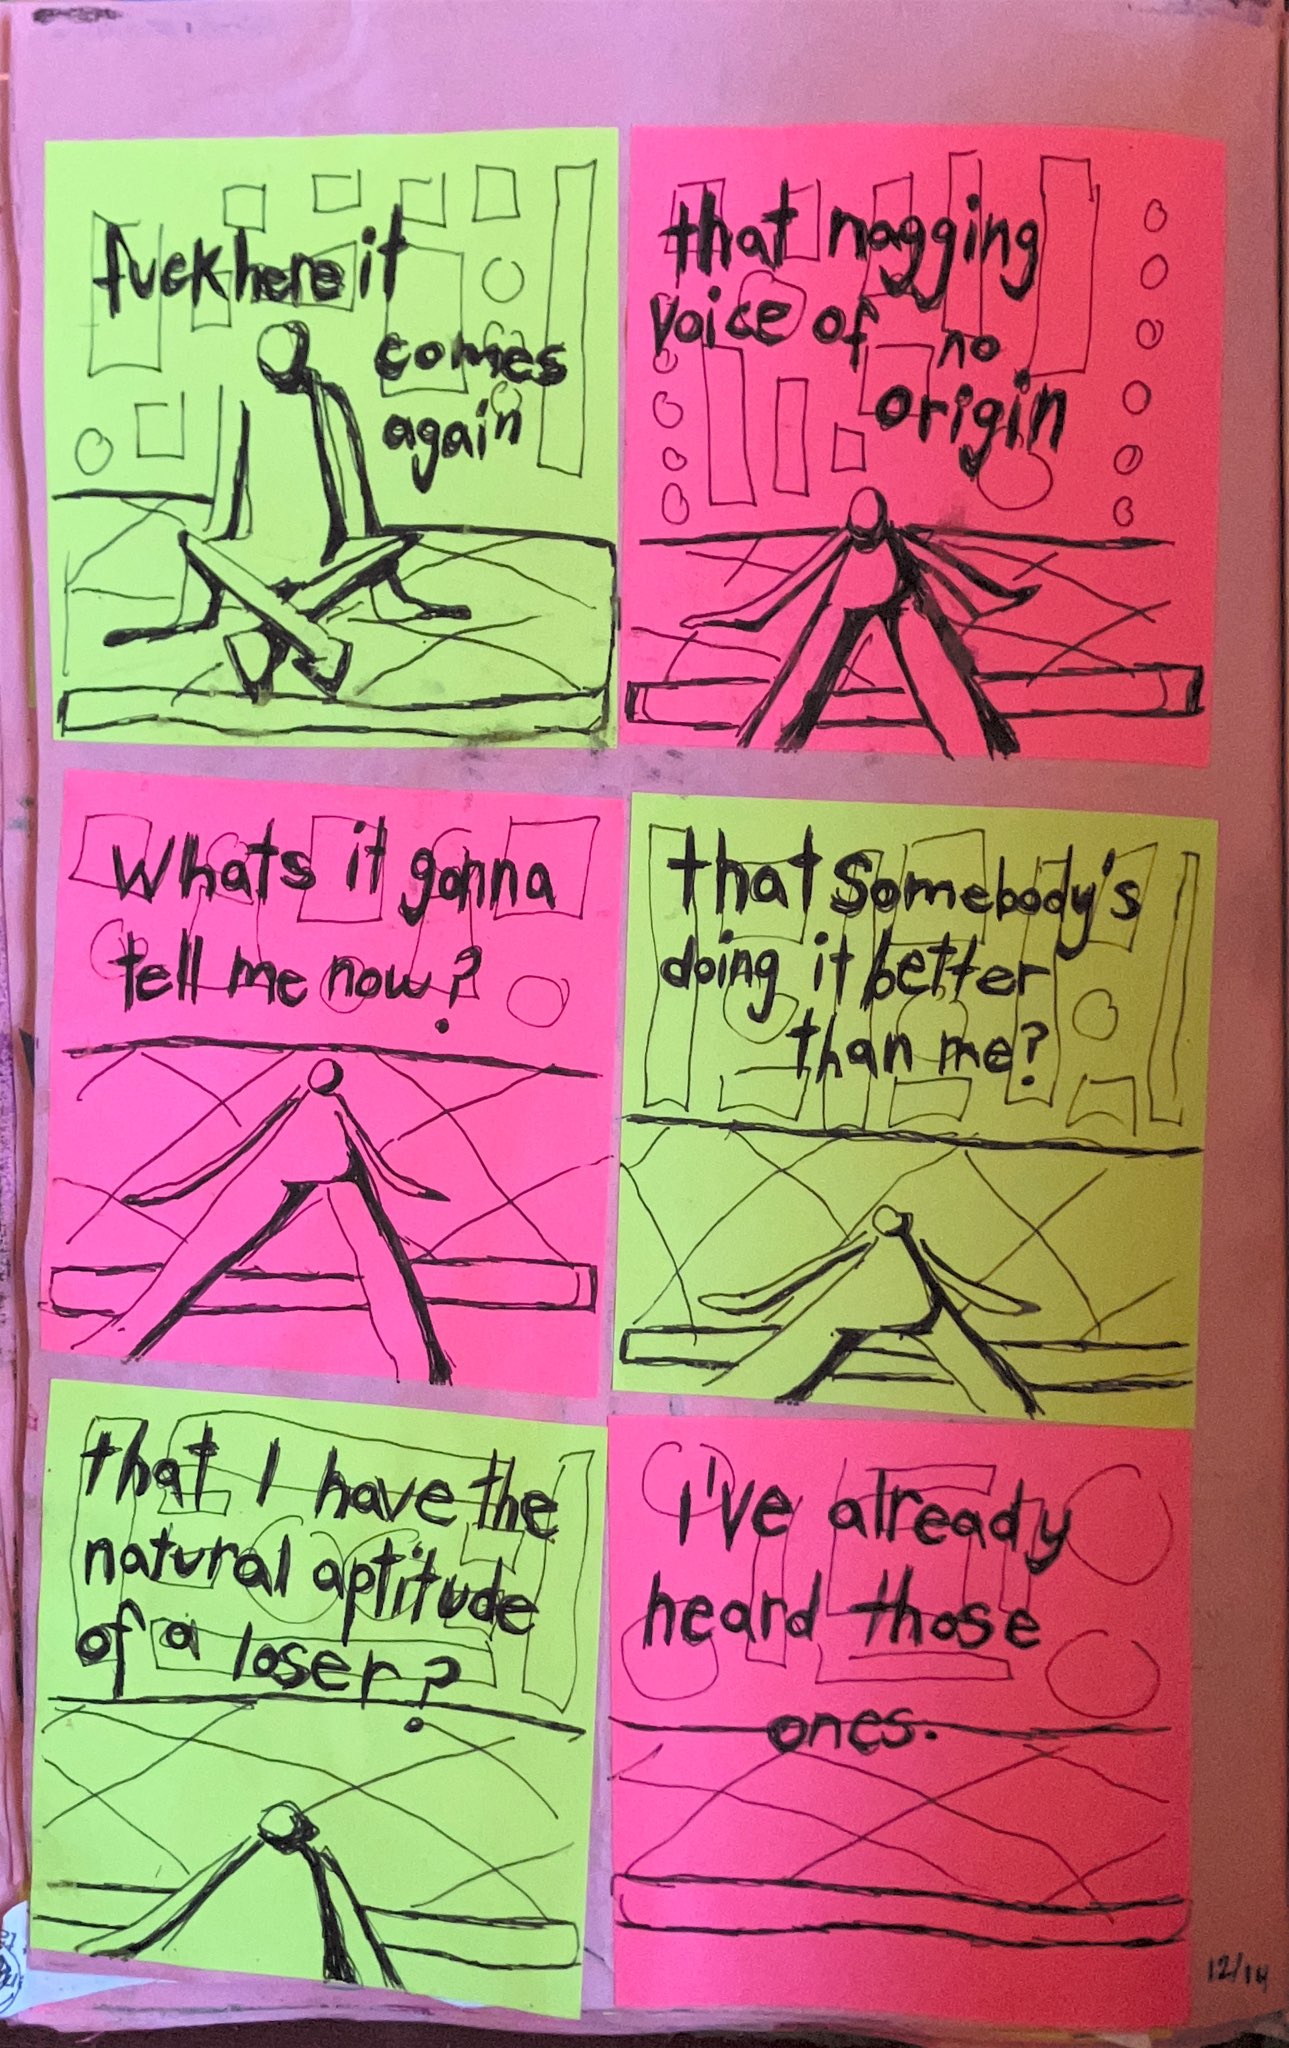 fuck here it
comes
again
that nagging
voice of no
origin
Whats it gonna
tell me now?
that somebody's
doing it better
than me?
that I have the
natural aptitude
of a loser?
i've already
heard those
ones.
12/14